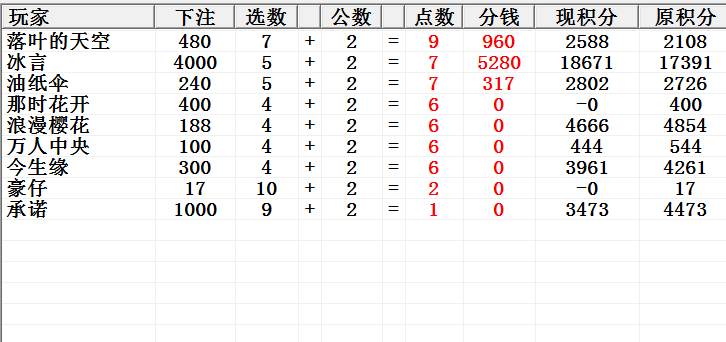 玩家 下注 选数 公数 点数 分钱 现积分 原积分
落叶的天空 480 7 + 2 = 9 960 2588 2108
冰言 4000 5 + 2 = 7 5280 18671 17391
油纸伞 240 5 + 2 = 7 317 2802 2726
那时花开 400 4 + 2 = 6 0 -0 400
浪漫樱花 188 4 + 2 = 6 0 4666 4854
万人中央 100 4 + 2 = 6 0 444 544
今生缘 300 4 + 2 = 6 0 3961 4261
豪仔 17 10 + 2 = 2 0 -0 17
承诺 1000 9 + 2 = 1 0 3473 4473